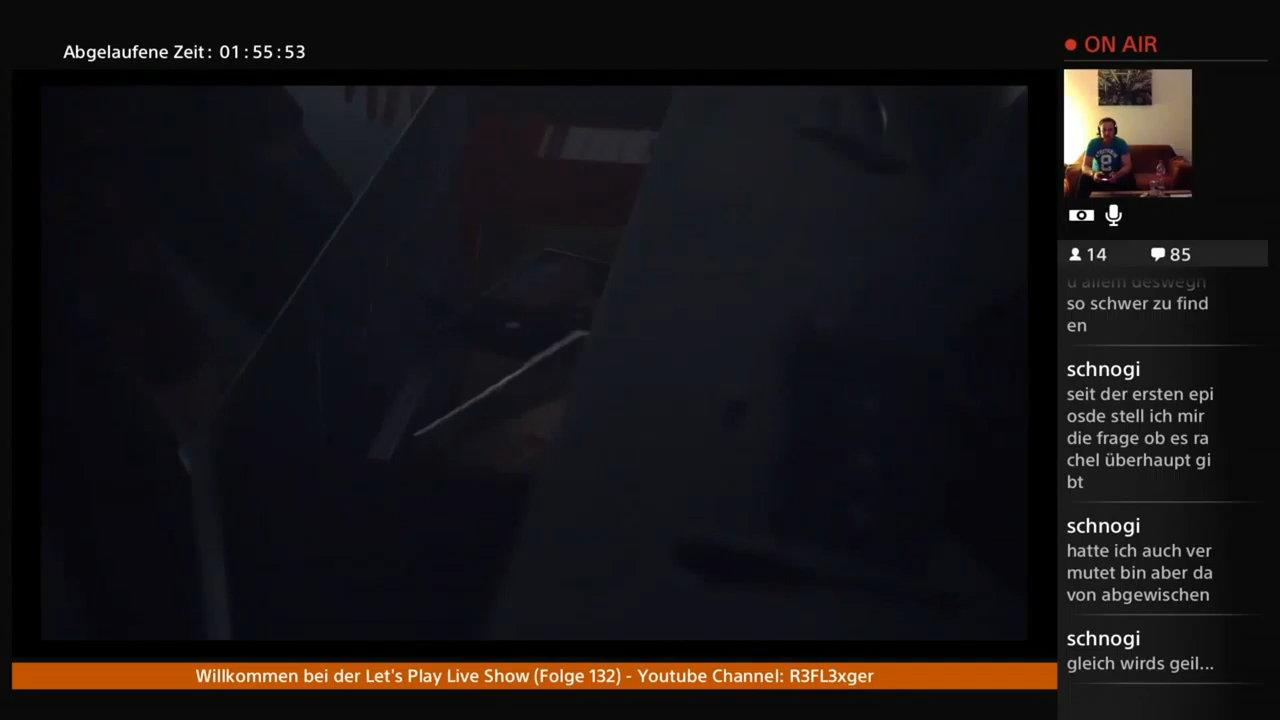 Abgelaufene Zeit: 01:55:53
ON AIR
14 85
u allem deswegn
so schwer zu find
en
schnogi
seit der ersten epi
osde stell ich mir
die frage ob es ra
chel überhaupt gi
bt
schnogi
hatte ich auch ver
mutet bin aber da
von abgewischen
schnogi
gleich wirds geil...
Willkommen bei der Let's Play Live Show (Folge 132) - Youtube Channel: R3FL3xger